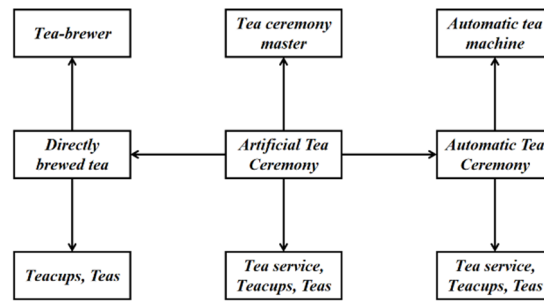 Tea-brewer
Tea ceremony
master
Automatic tea
machine
Directly
brewed tea
Artificial Tea
Ceremony
Automatic Tea
Ceremony
Teacups, Teas
Tea service,
Teacups, Teas
Tea service,
Teacups, Teas